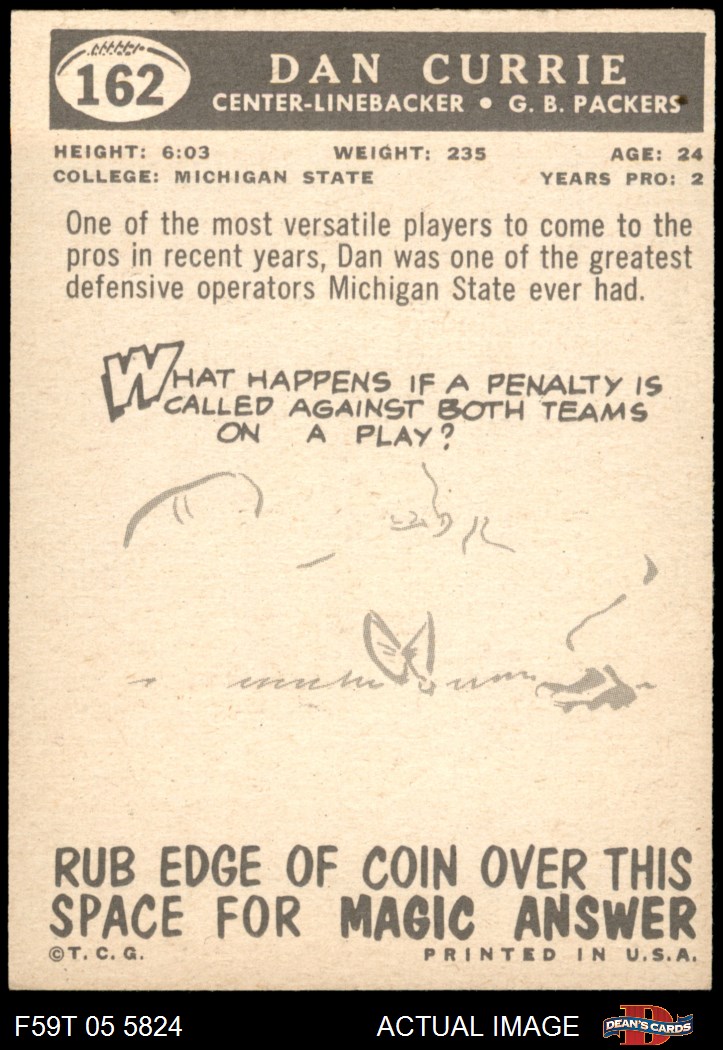 162
DAN CURRIE
CENTER-LINEBACKER • G. B. PACKERS
HEIGHT: 6:03 WEIGHT: 235 AGE: 24
COLLEGE: MICHIGAN STATE YEARS PRO: 2
One of the most versatile players to come to the
pros in recent years, Dan was one of the greatest
defensive operators Michigan State ever had.
WHAT HAPPENS IF A PENALTY IS
CALLED AGAINST BOTH TEAMS
ON A PLAY?
RUB EDGE OF COIN OVER THIS
SPACE FOR MAGIC ANSWER
©T. C. G. PRINTED IN U.S.A.
F59T 05 5824 ACTUAL IMAGE D DEAN'S CARDS